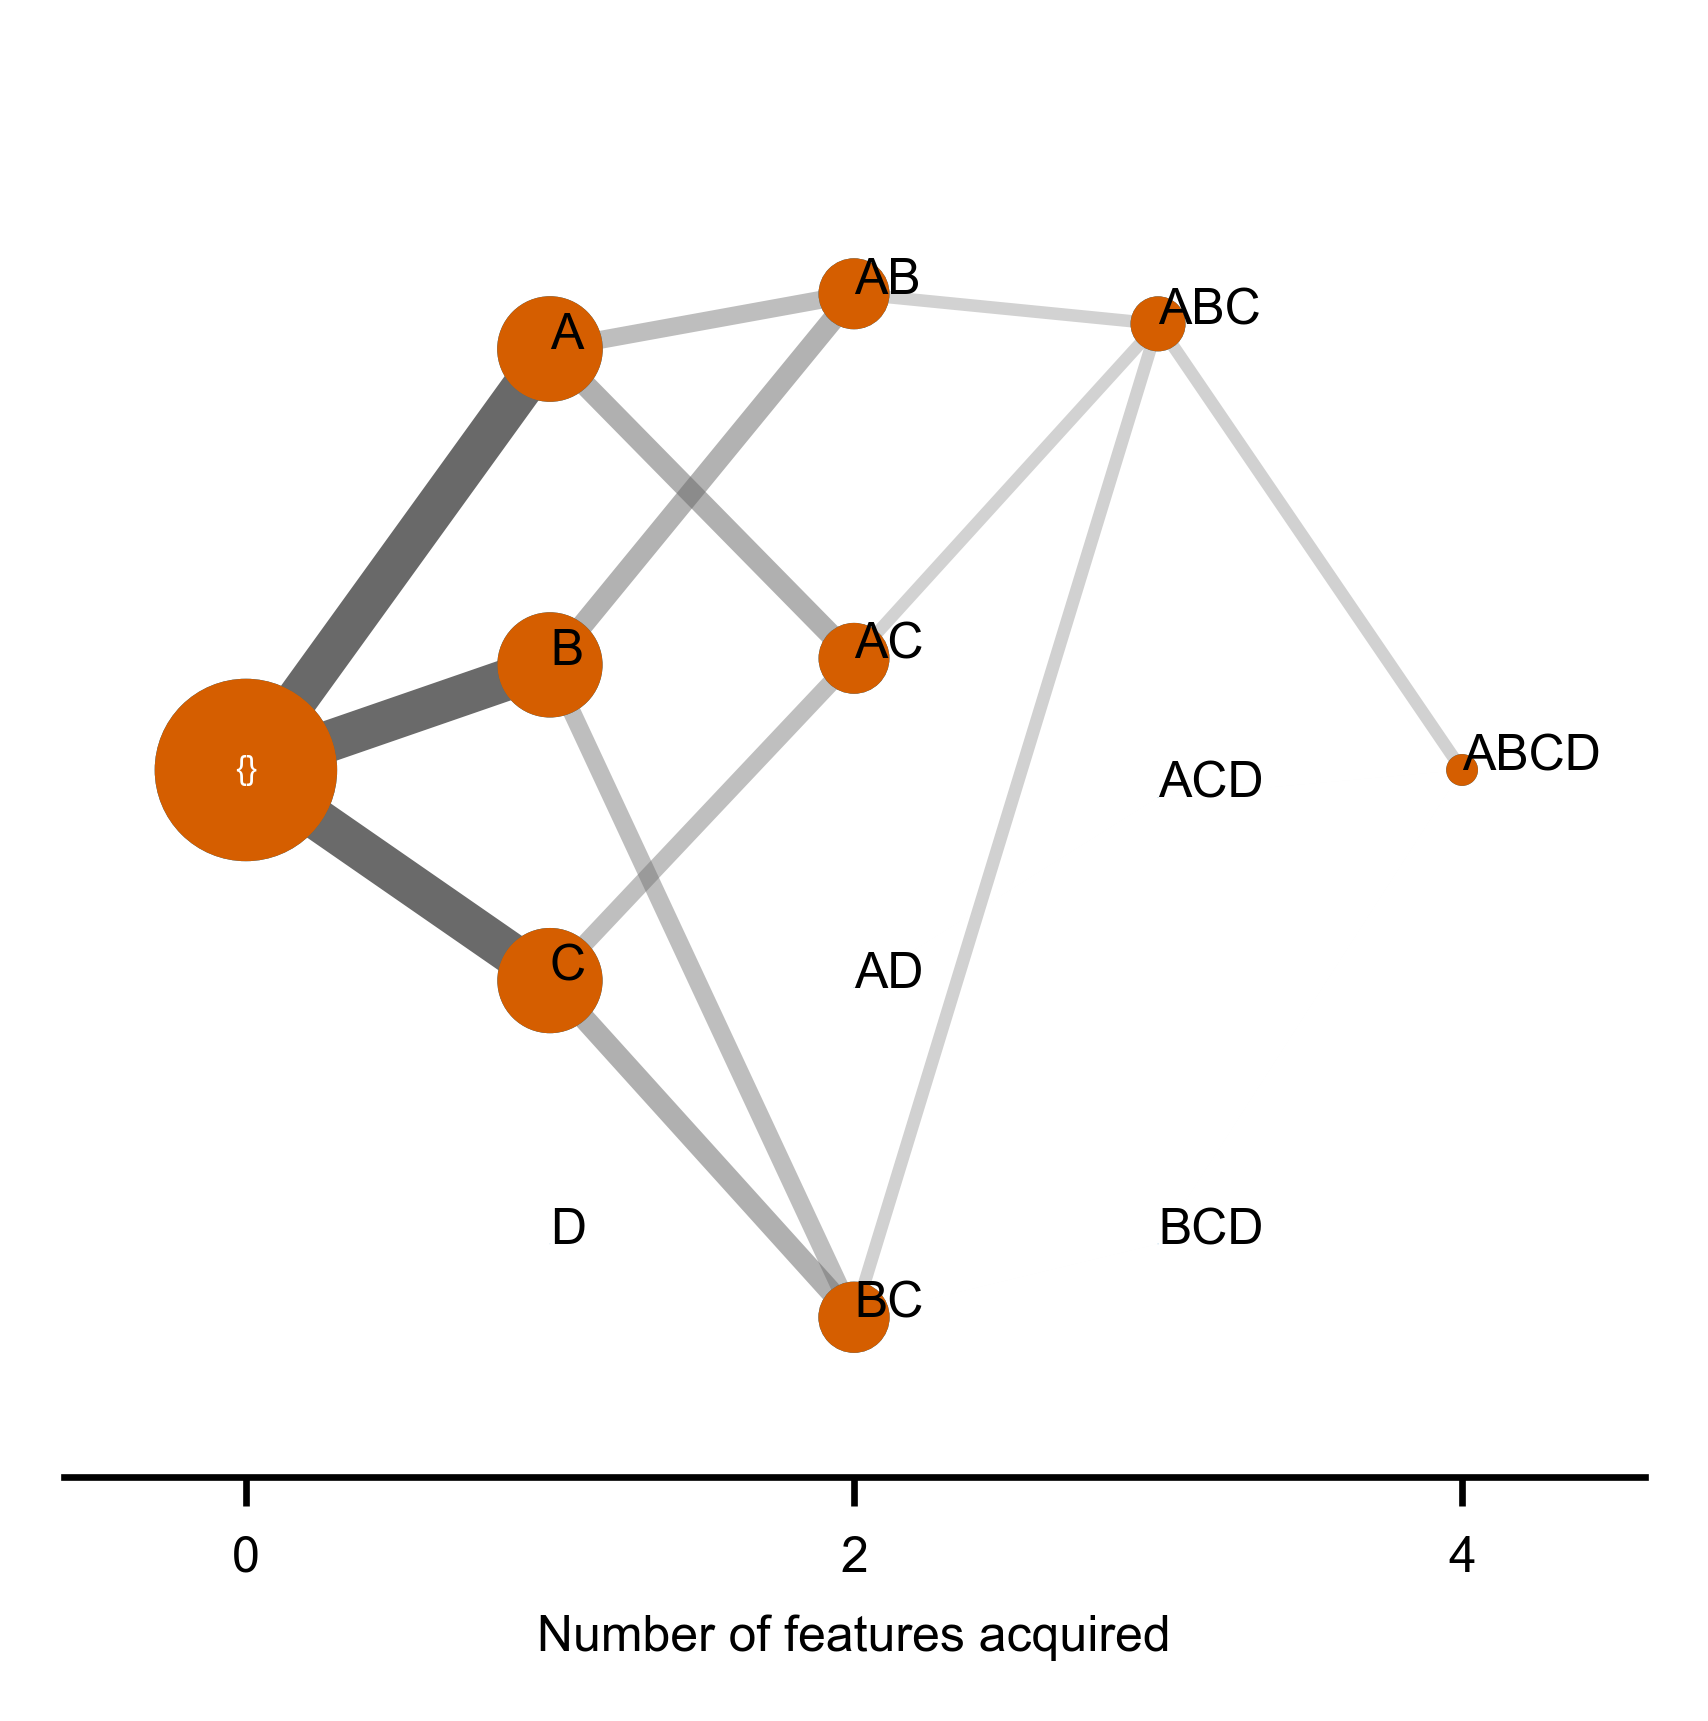 AB
ABC
A
B
AC
ABCD
{}
ACD
C
AD
D
BCD
BC
0 2 4
Number of features acquired